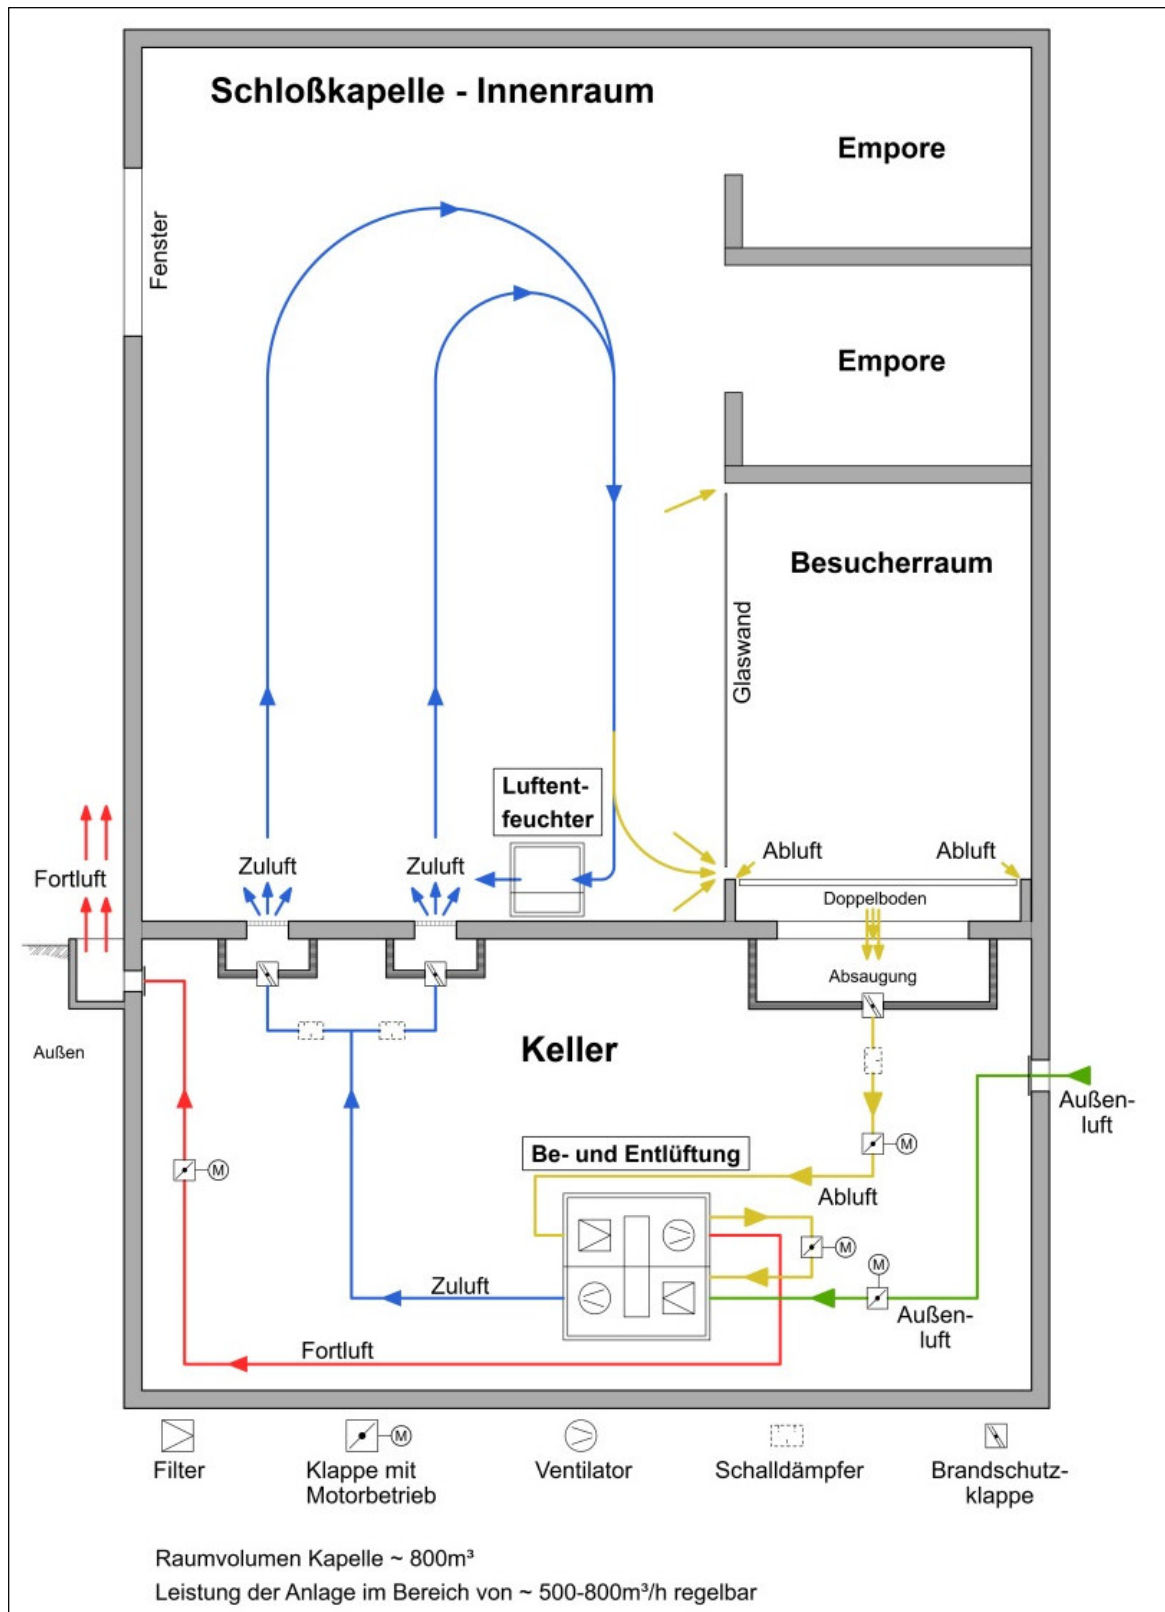 Schloßkapelle - Innenraum
Empore
Fenster
Empore
Besucherraum
Glaswand
Luftent-
feuchter
Zuluft
Zuluft
Abluft
Abluft
Fortluft
Doppelboden
Absaugung
Außen
Keller
Außen-
luft
M
Be- und Entlüftung
M
Abluft
M
M
Zuluft
Außen-
luft
Fortluft
M
Filter
Klappe mit
Motorbetrieb
Ventilator
Schalldämpfer
Brandschutz-
klappe
Raumvolumen Kapelle ~ 800m³
Leistung der Anlage im Bereich von ~ 500-800m³/h regelbar